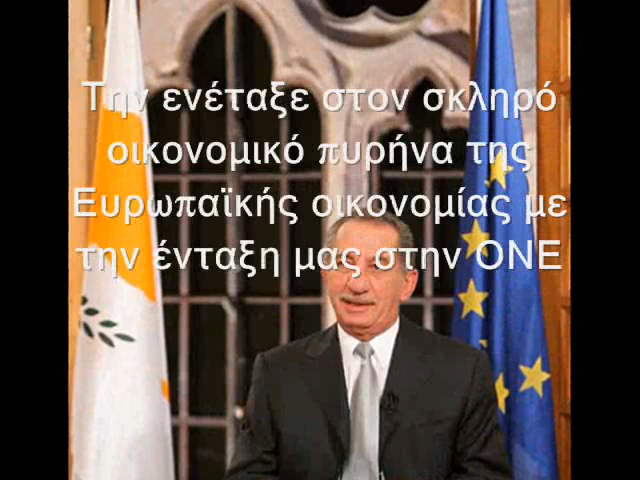 Την ενέταξε στον σκληρό
οικονομικό πυρήνα της
Ευρωπαϊκής οικονομίας με
την ένταξη μας στην ΟΝΕ